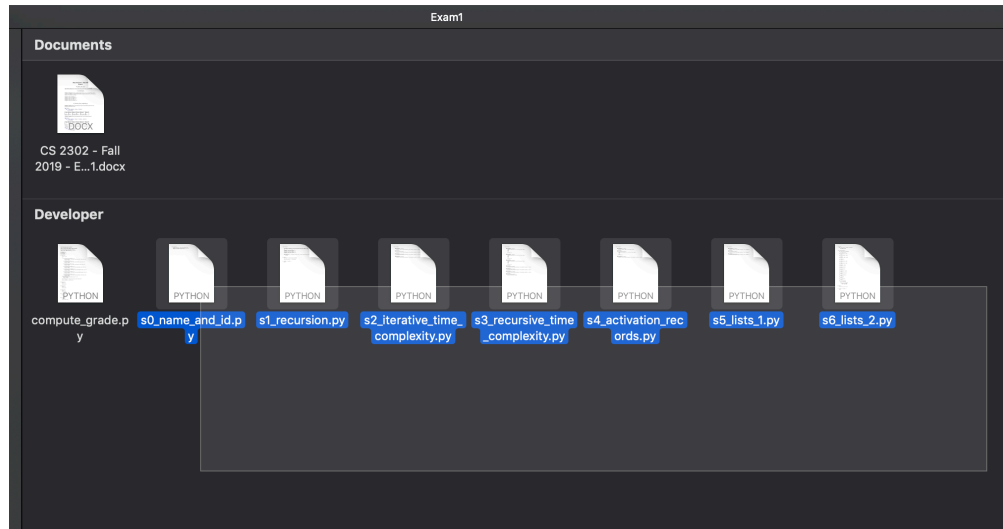 Exam1
Documents
DOCX
CS 2302 - Fall
2019 - E...1.docx
Developer
PYTHON PYTHON PYTHON PYTHON PYTHON PYTHON PYTHON PYTHON
compute_grade.p s0_name_and_id.p s1_recursion.py s2_iterative_time_ s3_recursive_time s4_activation_rec s5_lists_1.py s6_lists_2.py
y y complexity.py _complexity.py ords.py